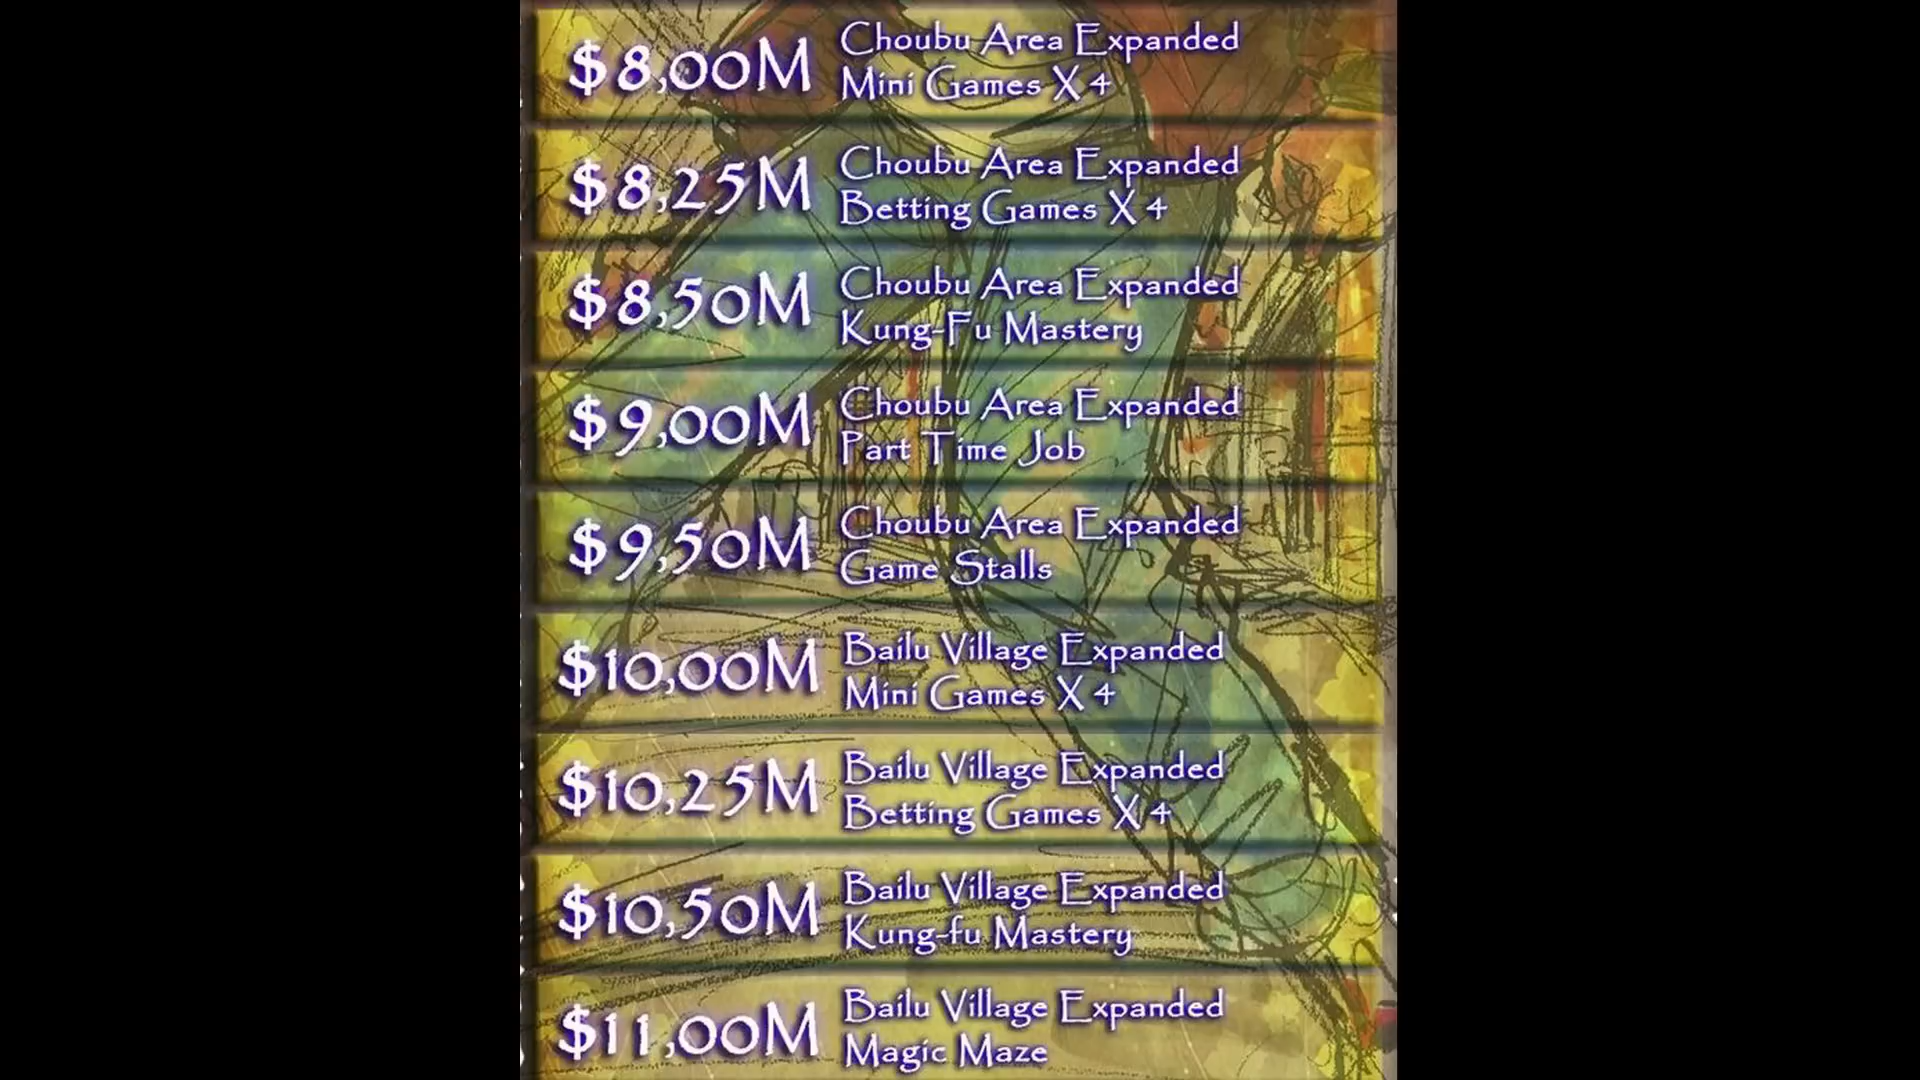 $8,00M
Choubu Area Expanded
Mini Games X 4
$8,25M
Choubu Area Expanded
Betting Games X 4
$8,50M
Choubu Area Expanded
Kung-Fu Mastery
$9,00M
Choubu Area Expanded
Part Time Job
$9,50M
Choubu Area Expanded
Game Stalls
$10,00M
Bailu Village Expanded
Mini Games X 4
$10,25M
Bailu Village Expanded
Betting Games X 4
$10,50M
Bailu Village Expanded
Kung-fu Mastery
$11,00M
Bailu Village Expanded
Magic Maze